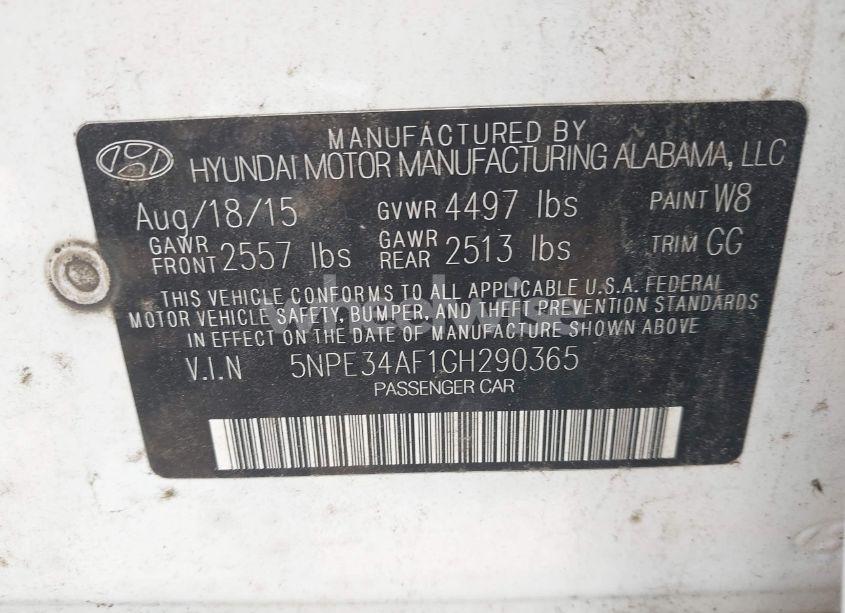 MANUFACTURED BY
HYUNDAI MOTOR MANUFACTURING ALABAMA, LLC
Aug/18/15 GVWR 4497 lbs PAINT W8
GAWR FRONT 2557 lbs GAWR REAR 2513 lbs TRIM GG
THIS VEHICLE CONFORMS TO ALL APPLICABLE U.S.A. FEDERAL
MOTOR VEHICLE SAFETY, BUMPER, AND THEFT PREVENTION STANDARDS
IN EFFECT ON THE DATE OF MANUFACTURE SHOWN ABOVE
V.I.N 5NPE34AF1GH290365
PASSENGER CAR